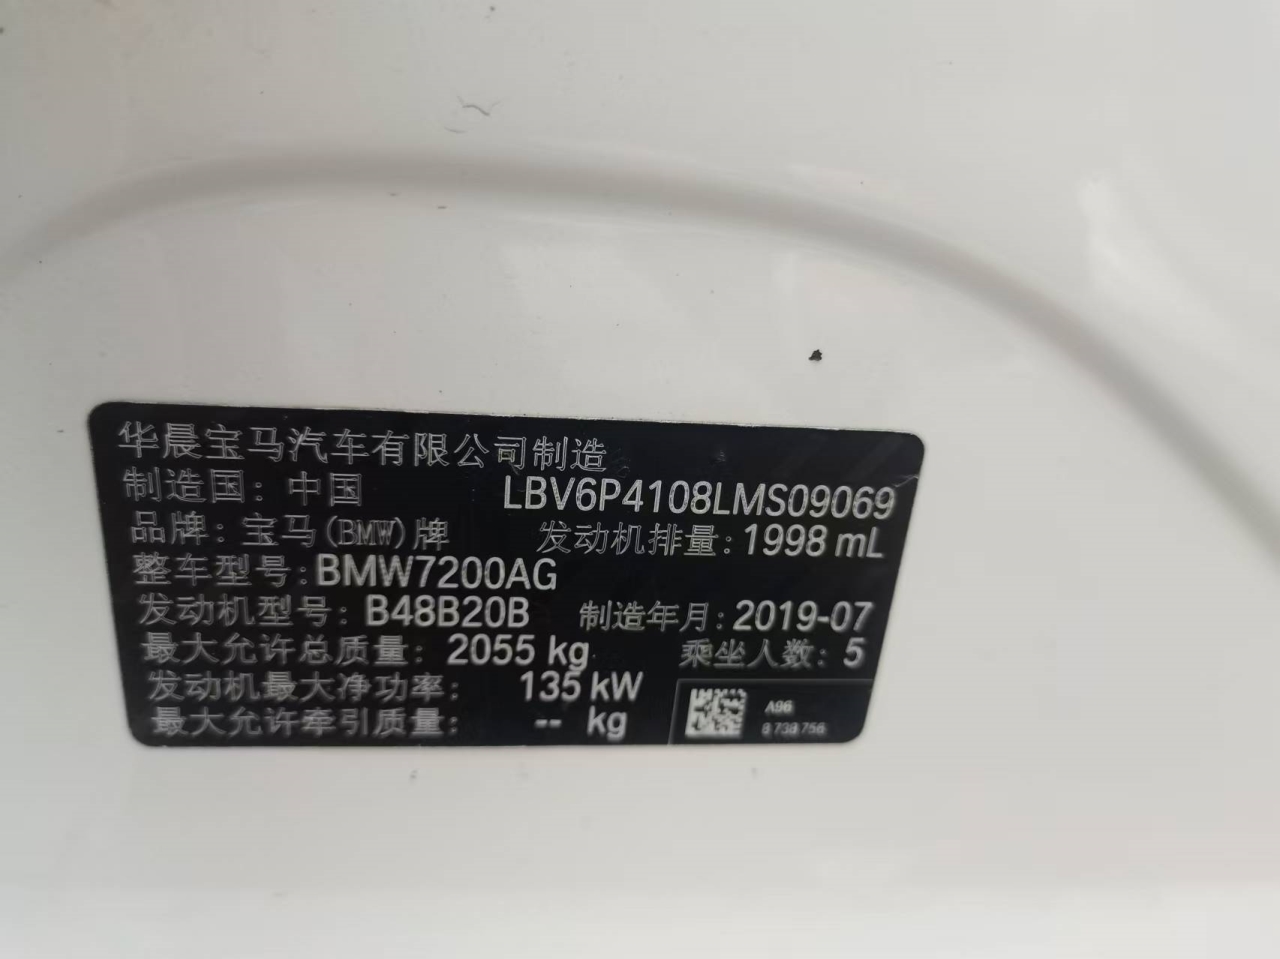 华晨宝马汽车有限公司制造
制造国：中国 LBV6P4108LMS09069
品牌：宝马(BMW)牌 发动机排量：1998 mL
整车型号：BMW7200AG
发动机型号：B48B20B 制造年月：2019-07
最大允许总质量：2055 kg 乘坐人数：5
发动机最大净功率：135 kW
最大允许牵引质量：-- kg
A96
8 738 756